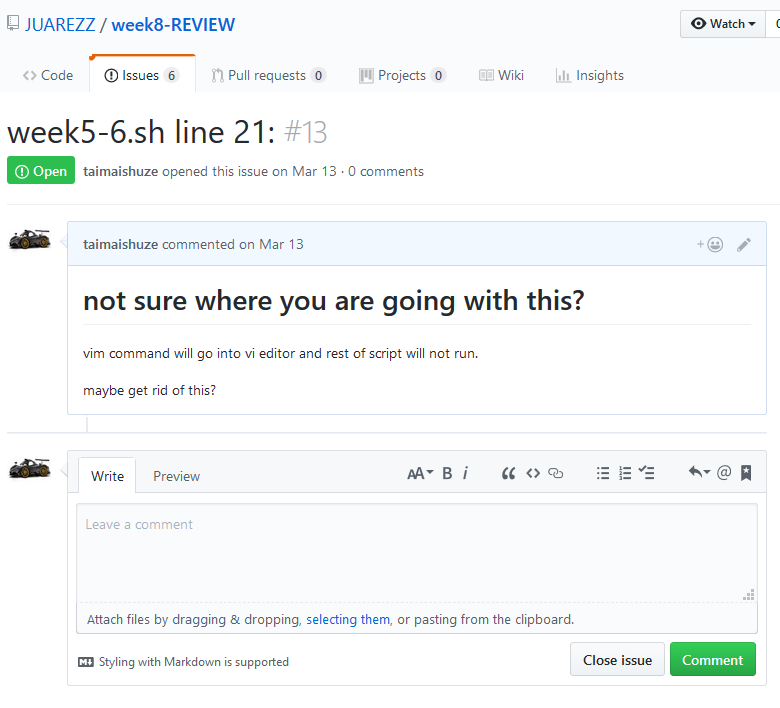 JUAREZZ / week8-REVIEW
Watch
Code
Issues 6
Pull requests 0
Projects 0
Wiki
Insights
week5-6.sh line 21: #13
Open
taimaishuze opened this issue on Mar 13 · 0 comments
taimaishuze commented on Mar 13
not sure where you are going with this?
vim command will go into vi editor and rest of script will not run.
maybe get rid of this?
Write
Preview
AA B i
Leave a comment
Attach files by dragging & dropping, selecting them, or pasting from the clipboard.
Styling with Markdown is supported
Close issue
Comment